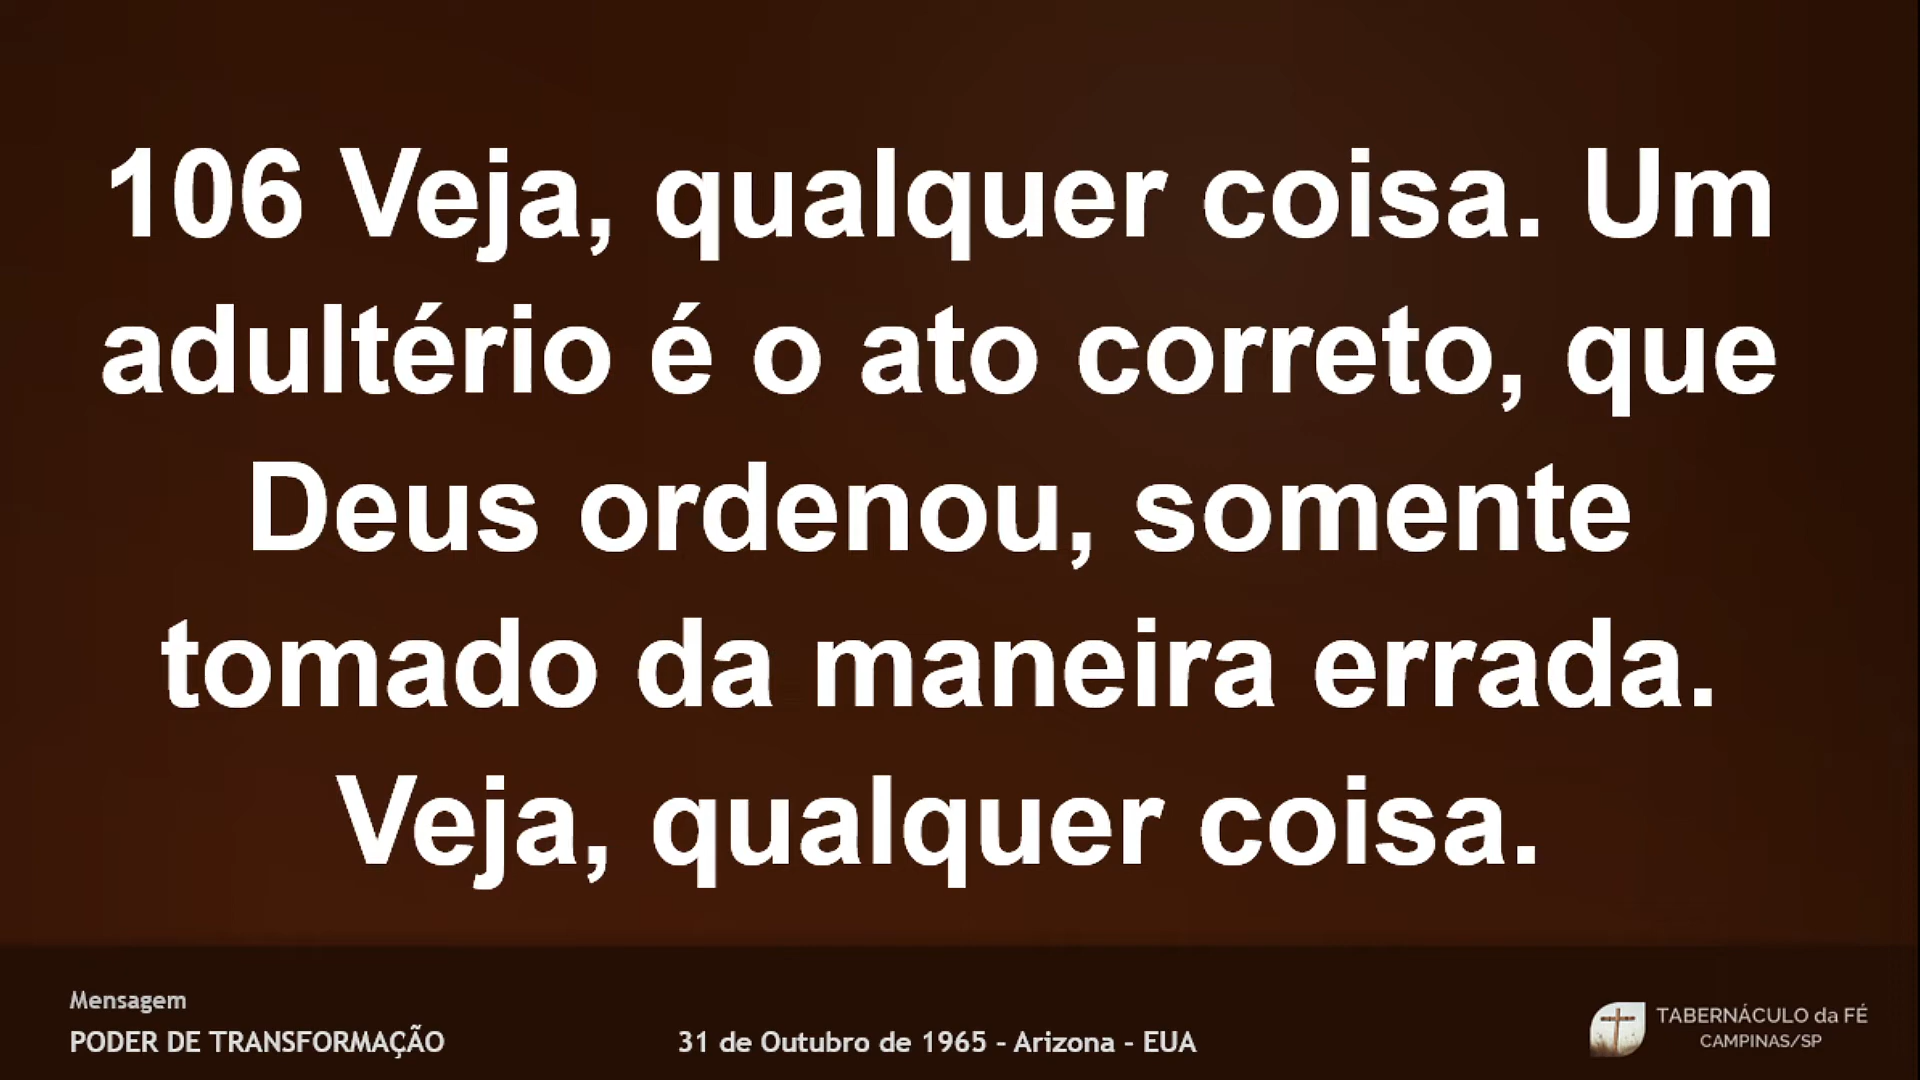 106 Veja, qualquer coisa. Um
adultério é o ato correto, que
Deus ordenou, somente
tomado da maneira errada.
Veja, qualquer coisa.
Mensagem
PODER DE TRANSFORMAÇÃO
31 de Outubro de 1965 - Arizona - EUA
TABERNÁCULO da FÉ
CAMPINAS/SP